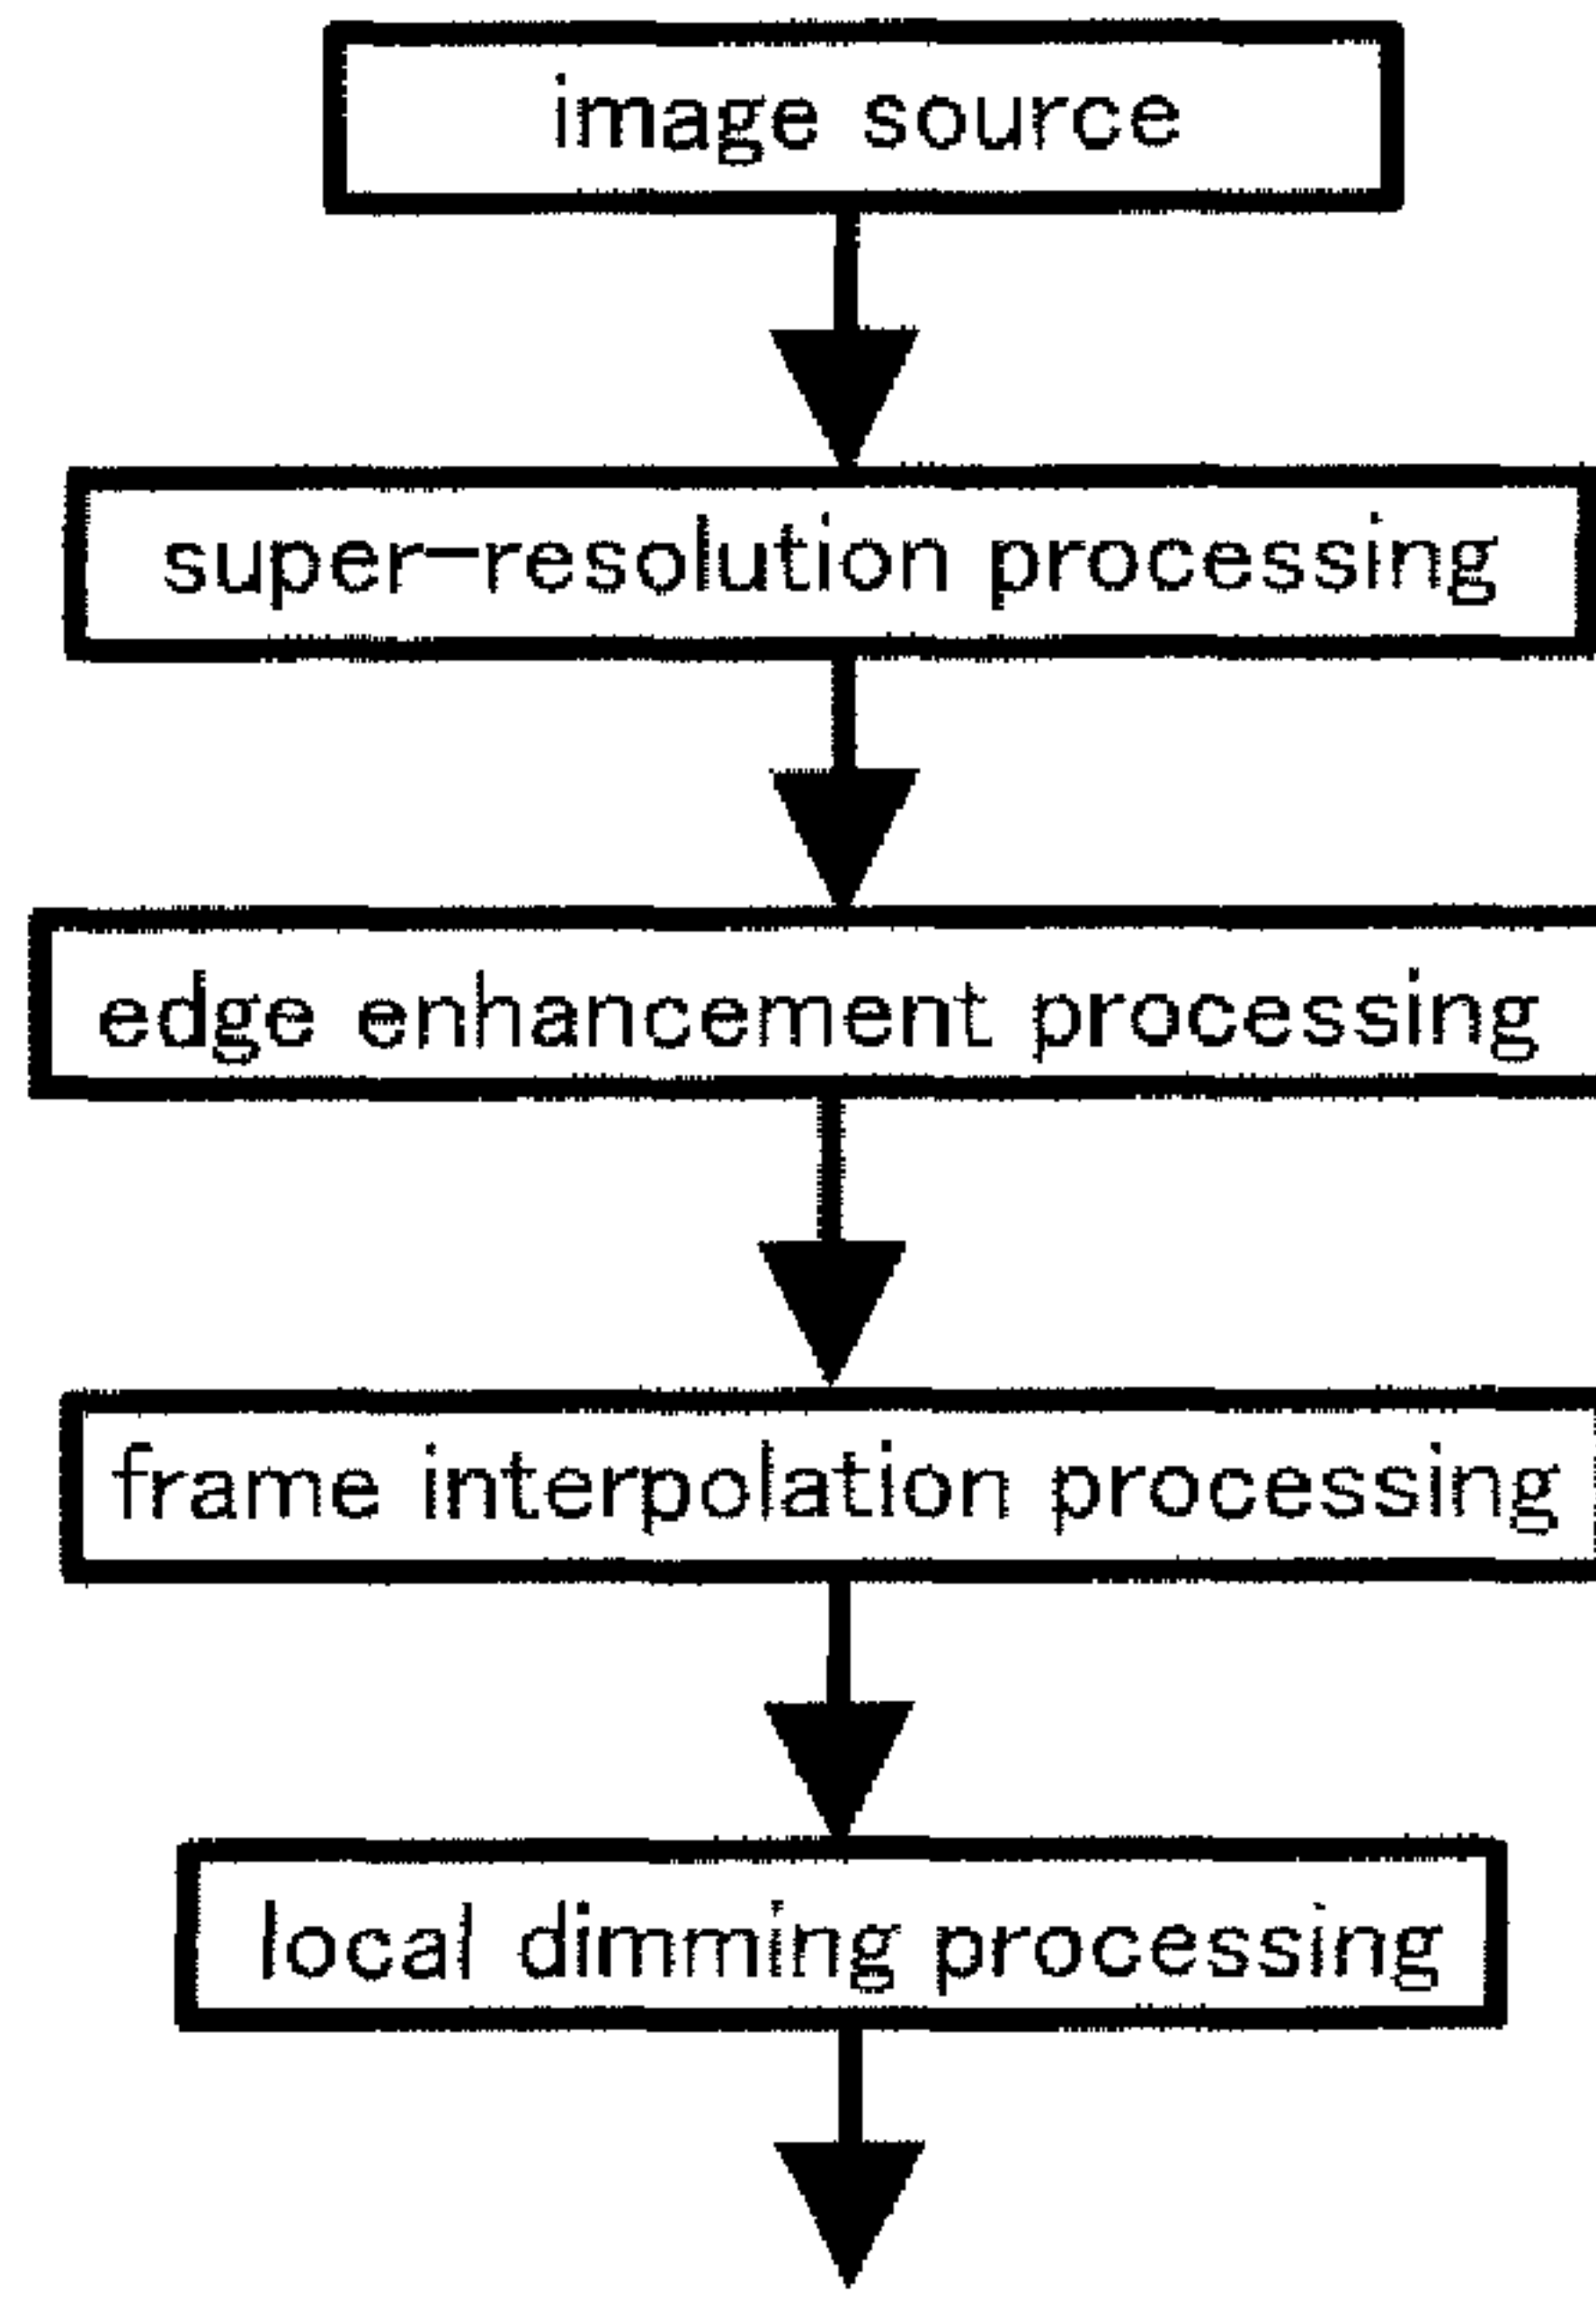 image source
super-resolution processing
edge enhancement processing
frame interpolation processing
local dimming processing